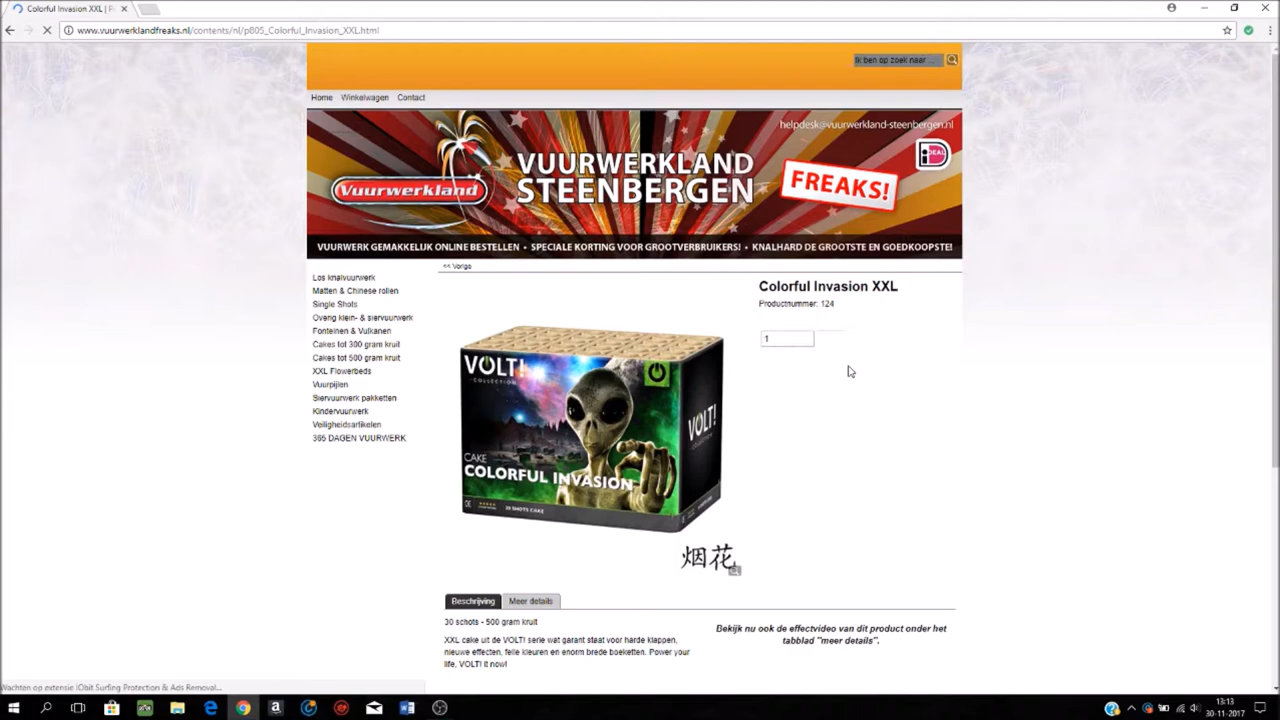 Colorful Invasion XXL | P
www.vuurwerklandfreaks.nl/contents/nl/p805_Colorful_Invasion_XXL.html
Ik ben op zoek naar ...
Home Winkelwagen Contact
helpdesk@vuurwerkland-steenbergen.nl
iDEAL
Vuurwerkland
VUURWERKLAND
STEENBERGEN
FREAKS!
VUURWERK GEMAKKELIJK ONLINE BESTELLEN • SPECIALE KORTING VOOR GROOTVERBRUIKERS! • KNALHARD DE GROOTSTE EN GOEDKOOPSTE!
<< Vorige
Los knalvuurwerk
Matten & Chinese rollen
Single Shots
Overig klein- & siervuurwerk
Fonteinen & Vulkanen
Cakes tot 300 gram kruit
Cakes tot 500 gram kruit
XXL Flowerbeds
Vuurpijlen
Siervuurwerk pakketten
Kindervuurwerk
Veiligheidsartikelen
365 DAGEN VUURWERK
Colorful Invasion XXL
Productnummer: 124
1
VOLT!
COLLECTION
VOLT!
COLLECTION
CAKE
COLORFUL INVASION
30 SHOTS CAKE
烟花
Beschrijving Meer details
30 schots - 500 gram kruit
XXL cake uit de VOLT! serie wat garant staat voor harde klappen,
nieuwe effecten, felle kleuren en enorm brede boeketten. Power your
life, VOLT! it now!
Bekijk nu ook de effectvideo van dit product onder het
tabblad "meer details".
Wachten op extensie IObit Surfing Protection & Ads Removal...
13:13
30-11-2017